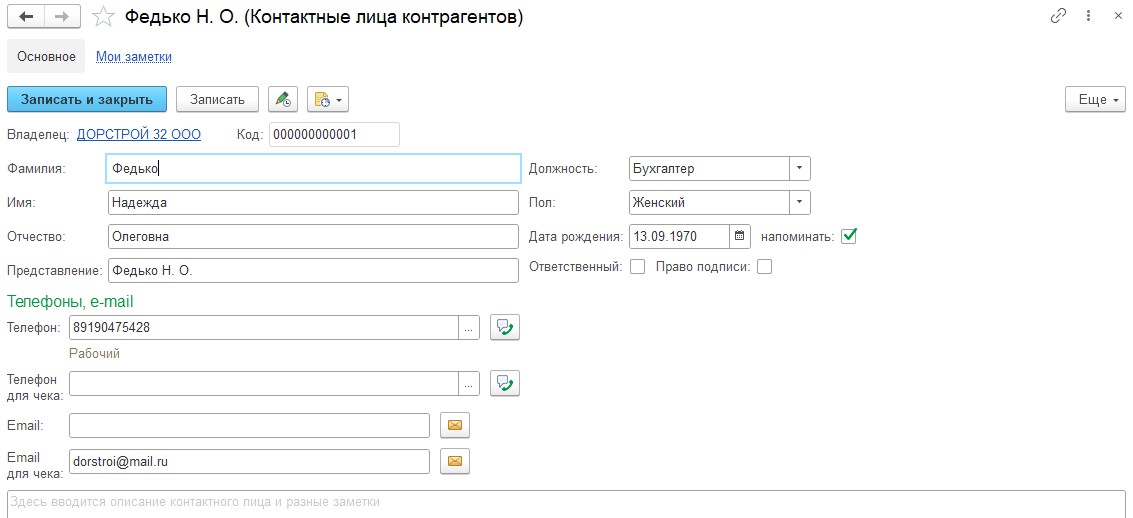 Федько Н. О. (Контактные лица контрагентов)
Основное Мои заметки
Записать и закрыть Записать Еще
Владелец: ДОРСТРОЙ 32 ООО Код: 000000000001
Фамилия: Федько Должность: Бухгалтер
Имя: Надежда Пол: Женский
Отчество: Олеговна Дата рождения: 13.09.1970 напоминать:
Представление: Федько Н. О. Ответственный: Право подписи:
Телефоны, e-mail
Телефон: 89190475428 ...
Рабочий
Телефон
для чека: ...
Email:
Email
для чека: dorstroi@mail.ru
Здесь вводится описание контактного лица и разные заметки